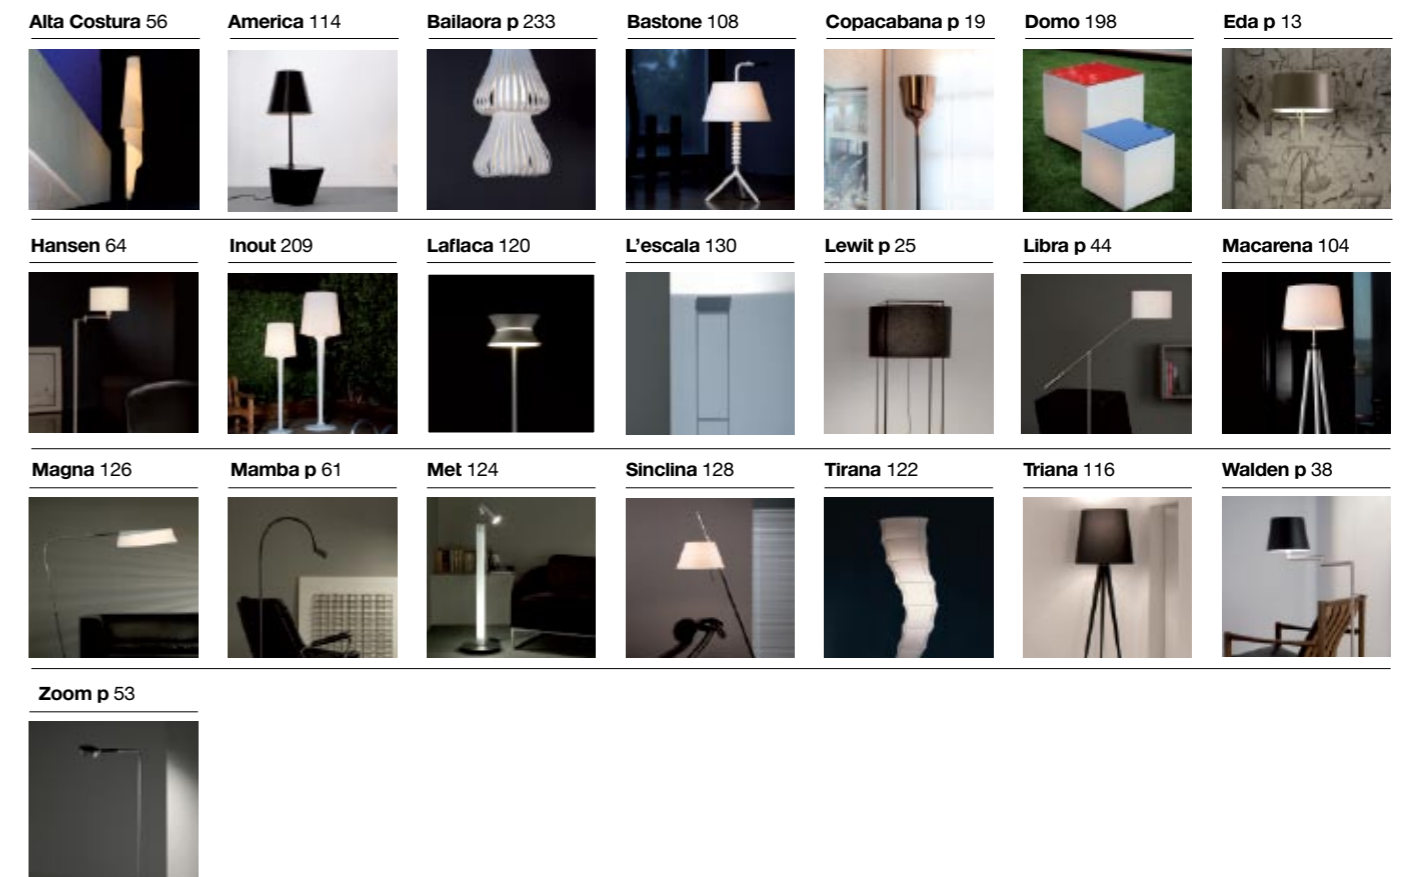 Alta Costura 56
America 114
Bailaora p 233
Bastone 108
Copacabana p 19
Domo 198
Eda p 13
Hansen 64
Inout 209
Laflaca 120
L’escala 130
Lewit p 25
Libra p 44
Macarena 104
Magna 126
Mamba p 61
Met 124
Sinclina 128
Tirana 122
Triana 116
Walden p 38
Zoom p 53